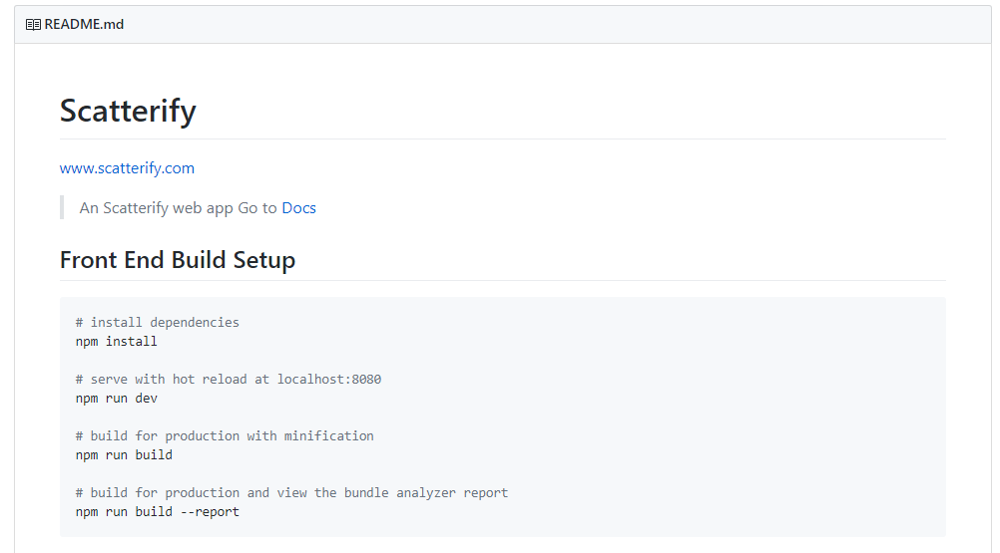 README.md
Scatterify
www.scatterify.com
An Scatterify web app Go to Docs
Front End Build Setup
# install dependencies
npm install
# serve with hot reload at localhost:8080
npm run dev
# build for production with minification
npm run build
# build for production and view the bundle analyzer report
npm run build --report